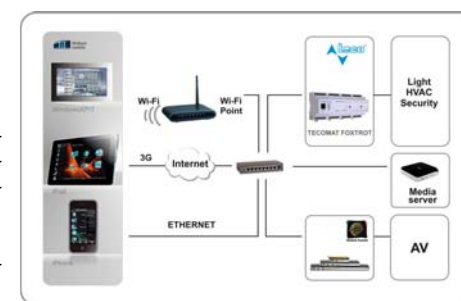 Wi-Fi
Wi-Fi
Point
3G
Internet
ETHERNET
TECOMAT FOXTROT
Light
HVAC
Security
Media
server
AV
iPad